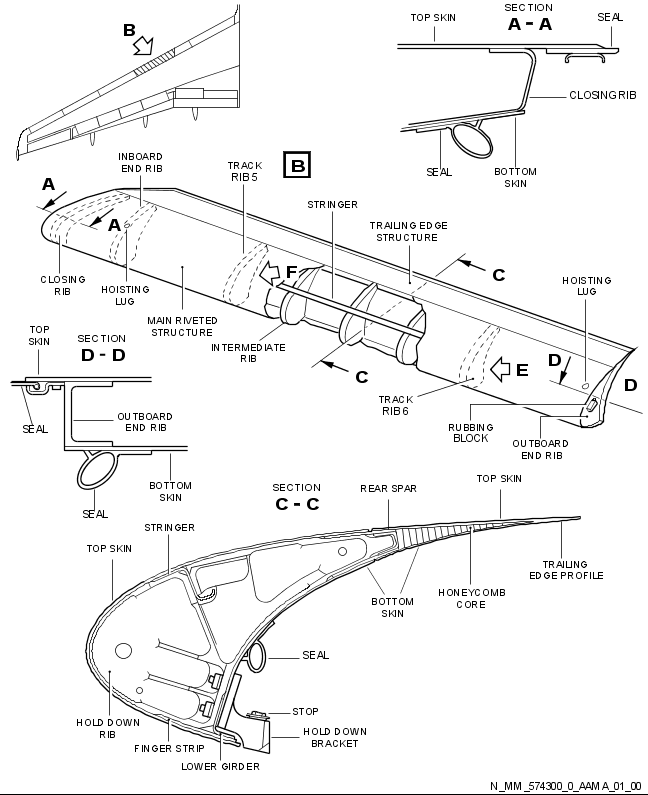 SECTION
A - A
TOP SKIN
SEAL
CLOSING RIB
SEAL
BOTTOM
SKIN
B
B
INBOARD
END RIB
TRACK
RIB 5
STRINGER
TRAILING EDGE
STRUCTURE
A
A
F
C
HOISTING
LUG
CLOSING
RIB
HOISTING
LUG
MAIN RIVETED
STRUCTURE
INTERMEDIATE
RIB
C
D
D
E
TRACK
RIB 6
RUBBING
BLOCK
OUTBOARD
END RIB
TOP
SKIN
SECTION
D - D
SEAL
OUTBOARD
END RIB
BOTTOM
SKIN
SEAL
SECTION
C - C
REAR SPAR
TOP SKIN
STRINGER
TOP SKIN
TRAILING
EDGE PROFILE
HONEYCOMB
CORE
BOTTOM
SKIN
SEAL
STOP
HOLD DOWN
BRACKET
HOLD DOWN
RIB
FINGER STRIP
LOWER GIRDER
N_MM_574300_0_AAMA_01_00